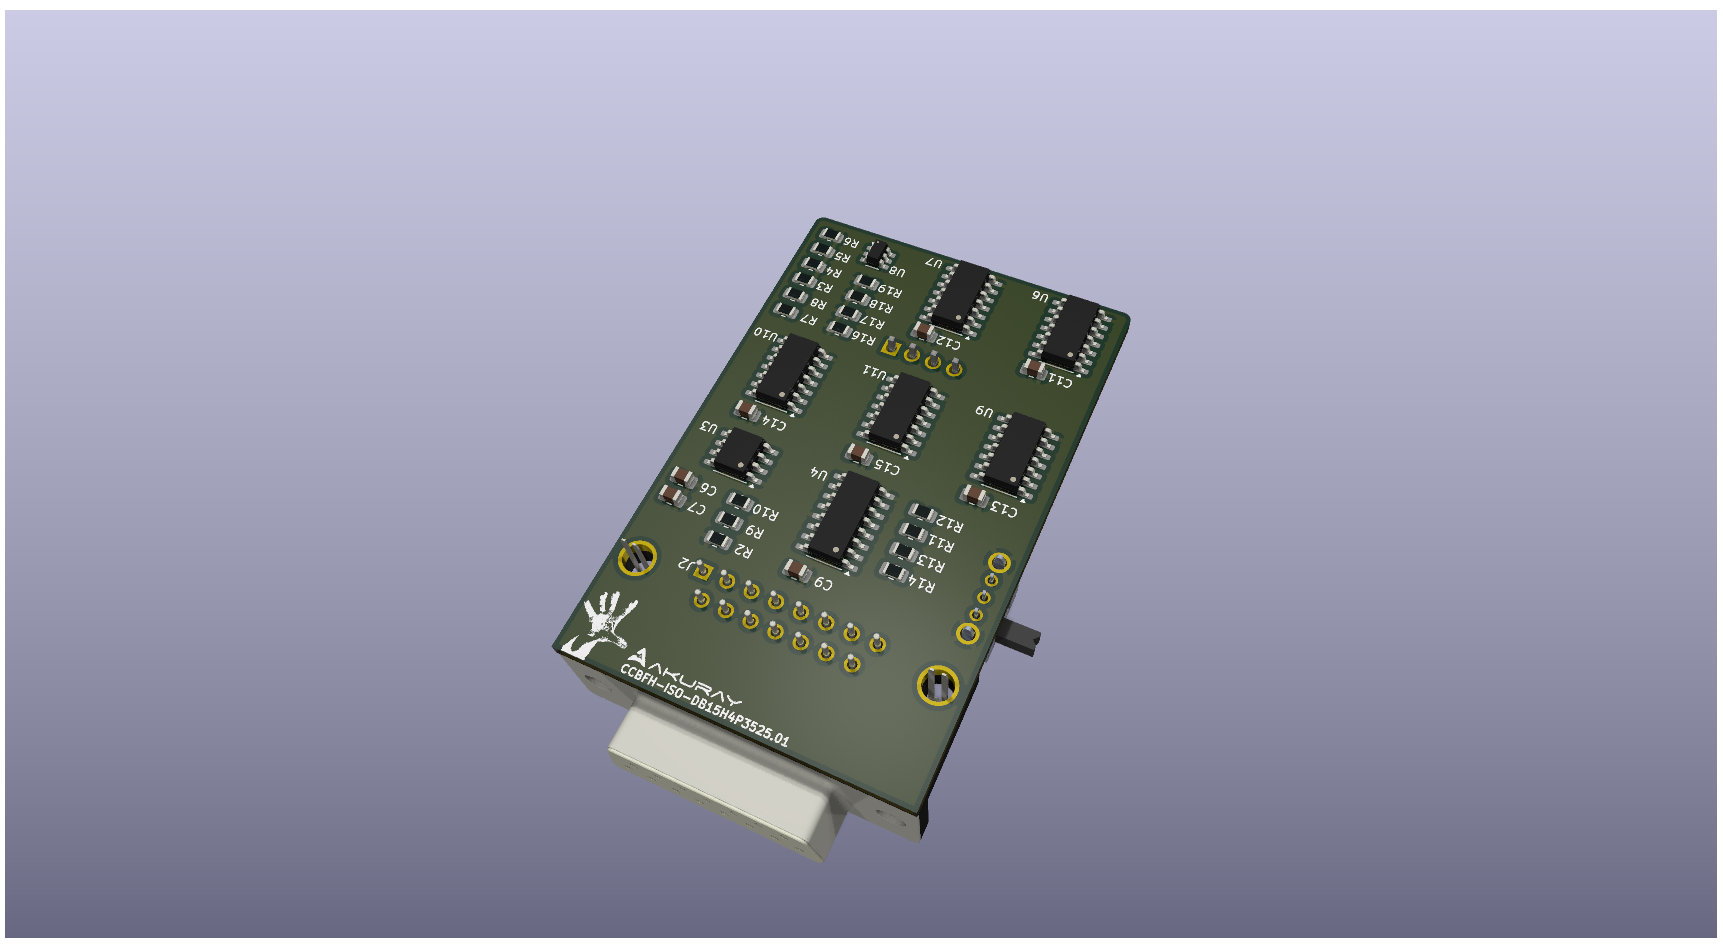 R6
R5
U8
R4
R3
R19
R8
R18
R7
R17
R16
U7
U6
C12
C11
U10
U11
U9
C14
C15
C13
U3
U4
C6
C7
R10
R9
R2
R12
R11
R13
R14
J2
C9
AKURAY
CCBFH-ISO-DB15H4P3525.01